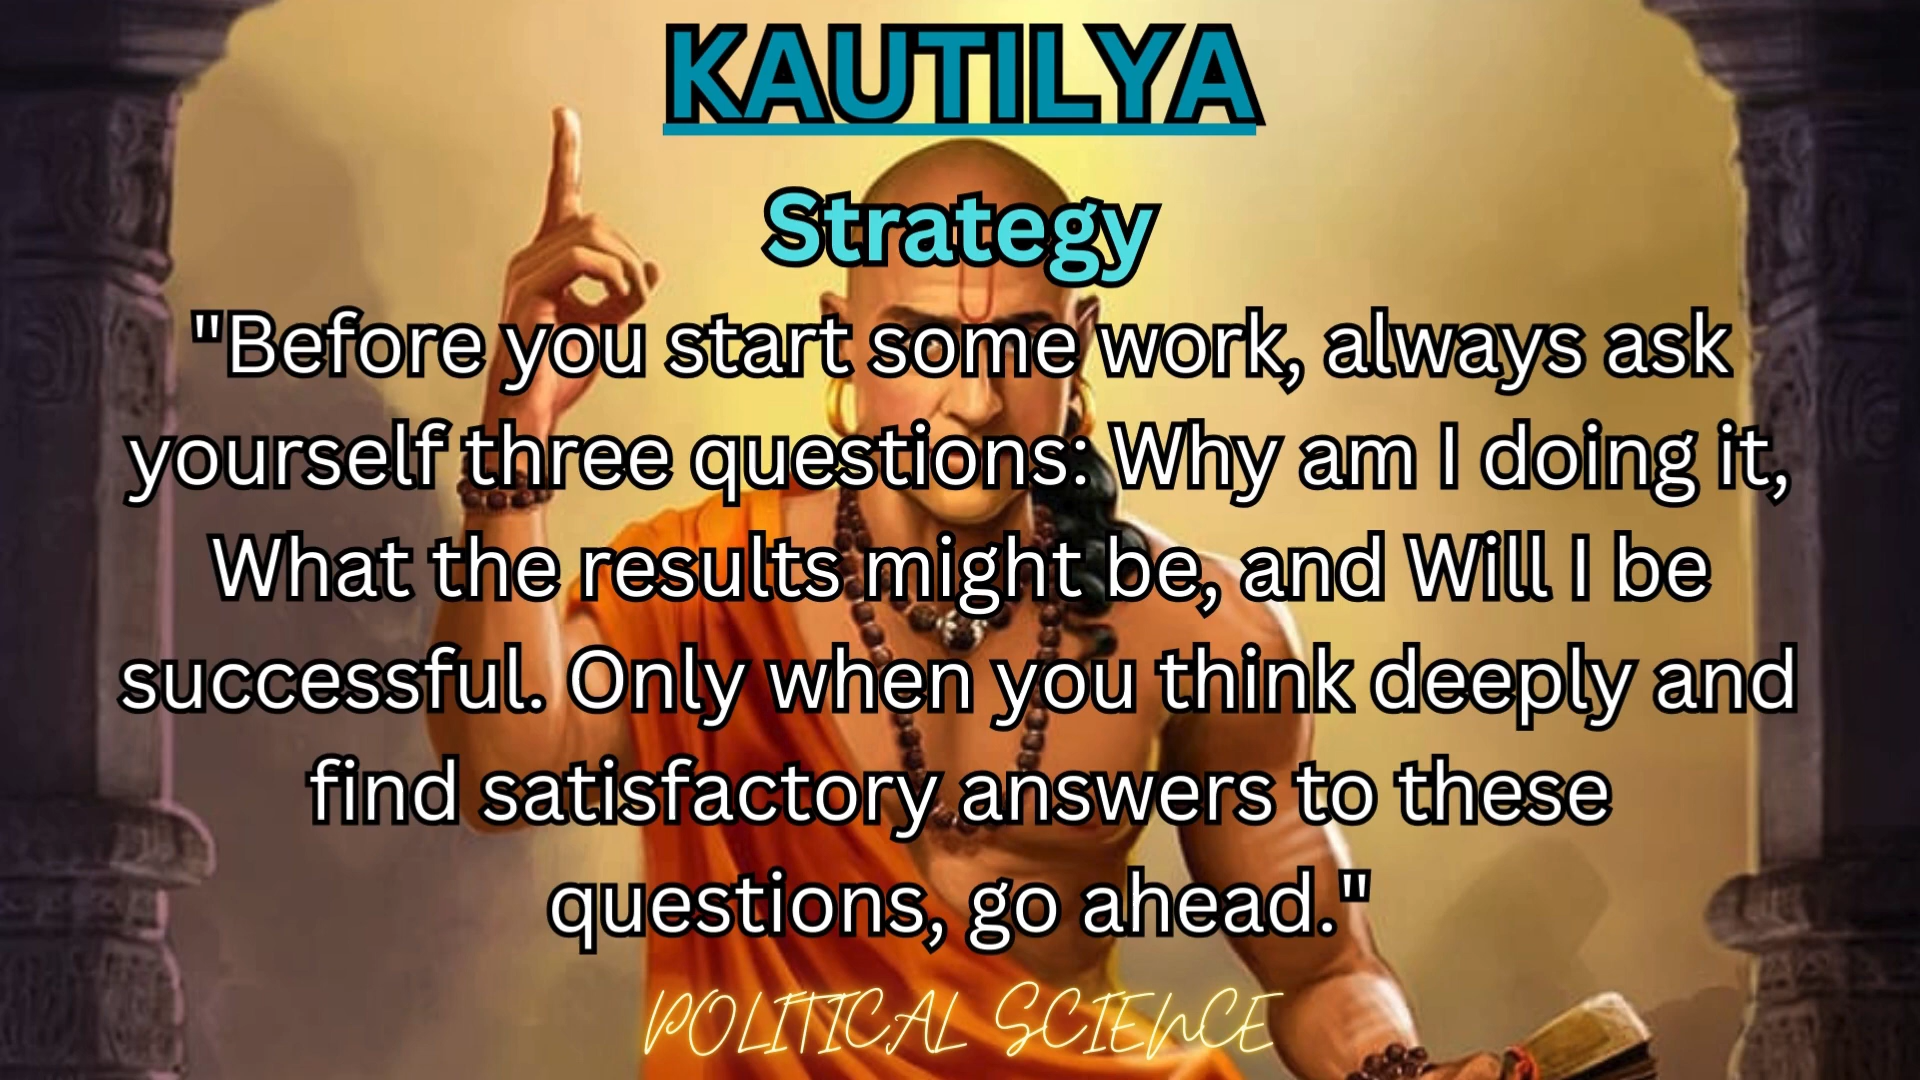 KAUTILYA
Strategy
"Before you start some work, always ask
yourself three questions: Why am I doing it,
What the results might be, and Will I be
successful. Only when you think deeply and
find satisfactory answers to these
questions, go ahead."
POLITICAL SCIENCE